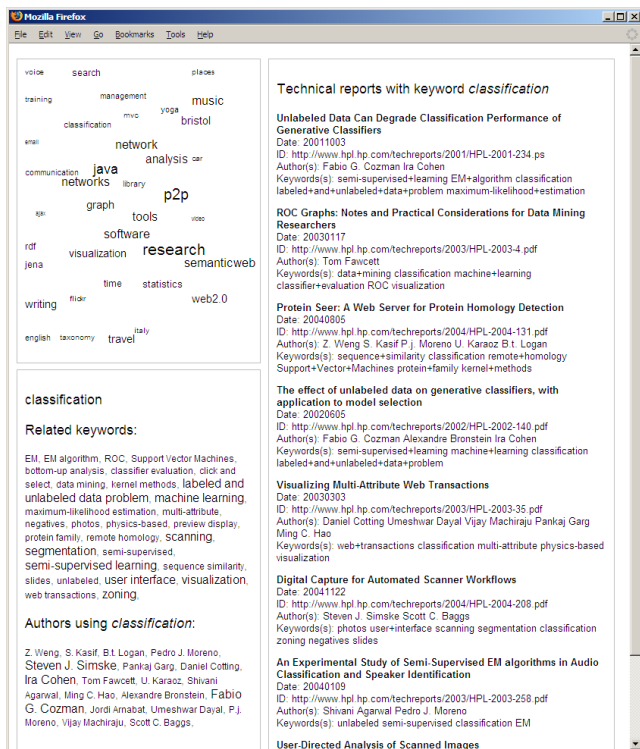 Mozilla Firefox
File Edit View Go Bookmarks Tools Help
voice search places
training management music
mvc yoga
classification bristol
email network
analysis car
communication java
networks library
p2p
graph
ajax tools video
software
rdf visualization research
jena semanticweb
time statistics
writing flickr web2.0
italy
english taxonomy travel
classification
Related keywords:
EM, EM algorithm, ROC, Support Vector Machines,
bottom-up analysis, classifier evaluation, click and
select, data mining, kernel methods, labeled and
unlabeled data problem, machine learning,
maximum-likelihood estimation, multi-attribute,
negatives, photos, physics-based, preview display,
protein family, remote homology, scanning,
segmentation, semi-supervised,
semi-supervised learning, sequence similarity,
slides, unlabeled, user interface, visualization,
web transactions, zoning,
Authors using classification:
Z. Weng, S. Kasif, B.t. Logan, Pedro J. Moreno,
Steven J. Simske, Pankaj Garg, Daniel Cotting,
Ira Cohen, Tom Fawcett, U. Karaoz, Shivani
Agarwal, Ming C. Hao, Alexandre Bronstein, Fabio
G. Cozman, Jordi Arnabat, Umeshwar Dayal, P.j.
Moreno, Vijay Machiraju, Scott C. Baggs,
Technical reports with keyword classification
Unlabeled Data Can Degrade Classification Performance of
Generative Classifiers
Date: 20011003
ID: http://www.hpl.hp.com/techreports/2001/HPL-2001-234.ps
Author(s): Fabio G. Cozman Ira Cohen
Keywords(s): semi-supervised+learning EM+algorithm classification
labeled+and+unlabeled+data+problem maximum-likelihood+estimation
ROC Graphs: Notes and Practical Considerations for Data Mining
Researchers
Date: 20030117
ID: http://www.hpl.hp.com/techreports/2003/HPL-2003-4.pdf
Author(s): Tom Fawcett
Keywords(s): data+mining classification machine+learning
classifier+evaluation ROC visualization
Protein Seer: A Web Server for Protein Homology Detection
Date: 20040805
ID: http://www.hpl.hp.com/techreports/2004/HPL-2004-131.pdf
Author(s): Z. Weng S. Kasif P.j. Moreno U. Karaoz B.t. Logan
Keywords(s): sequence+similarity classification remote+homology
Support+Vector+Machines protein+family kernel+methods
The effect of unlabeled data on generative classifiers, with
application to model selection
Date: 20020605
ID: http://www.hpl.hp.com/techreports/2002/HPL-2002-140.pdf
Author(s): Fabio G. Cozman Alexandre Bronstein Ira Cohen
Keywords(s): semi-supervised+learning machine+learning classification
labeled+and+unlabeled+data+problem
Visualizing Multi-Attribute Web Transactions
Date: 20030303
ID: http://www.hpl.hp.com/techreports/2003/HPL-2003-35.pdf
Author(s): Daniel Cotting Umeshwar Dayal Vijay Machiraju Pankaj Garg
Ming C. Hao
Keywords(s): web+transactions classification multi-attribute physics-based
visualization
Digital Capture for Automated Scanner Workflows
Date: 20041122
ID: http://www.hpl.hp.com/techreports/2004/HPL-2004-208.pdf
Author(s): Steven J. Simske Scott C. Baggs
Keywords(s): photos user+interface scanning segmentation classification
zoning negatives slides
An Experimental Study of Semi-Supervised EM algorithms in Audio
Classification and Speaker Identification
Date: 20040109
ID: http://www.hpl.hp.com/techreports/2003/HPL-2003-258.pdf
Author(s): Shivani Agarwal Pedro J. Moreno
Keywords(s): unlabeled semi-supervised classification EM
User-Directed Analysis of Scanned Images